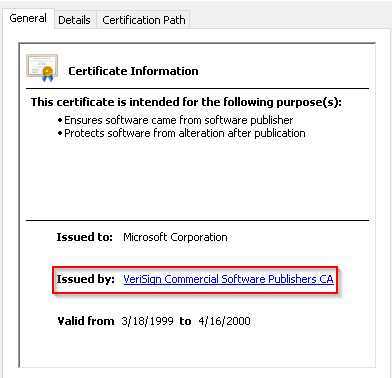 General Details Certification Path
Certificate Information
This certificate is intended for the following purpose(s):
• Ensures software came from software publisher
• Protects software from alteration after publication
Issued to: Microsoft Corporation
Issued by: VeriSign Commercial Software Publishers CA
Valid from 3/18/1999 to 4/16/2000